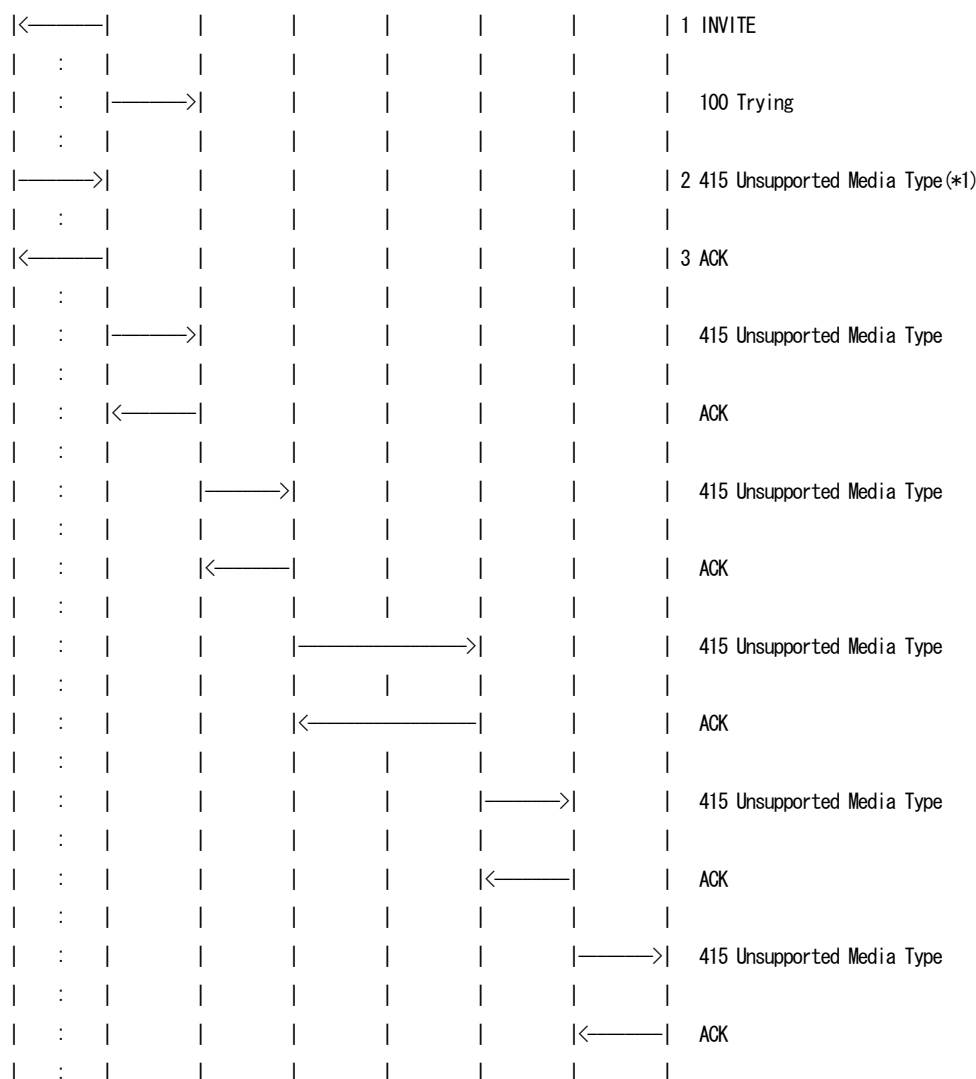 1 INVITE
100 Trying
2 415 Unsupported Media Type(*1)
3 ACK
415 Unsupported Media Type
ACK
415 Unsupported Media Type
ACK
415 Unsupported Media Type
ACK
415 Unsupported Media Type
ACK
415 Unsupported Media Type
ACK